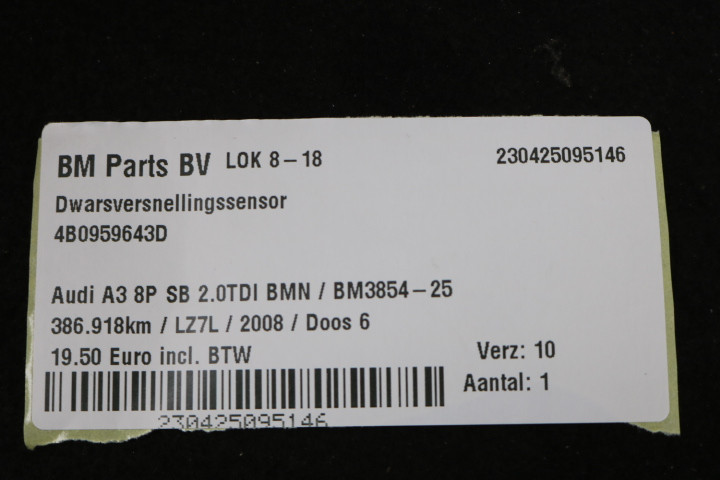 BM Parts BV LOK 8-18 230425095146
Dwarsversnellingssensor
4B0959643D
Audi A3 8P SB 2.0TDI BMN / BM3854-25
386.918km / LZ7L / 2008 / Doos 6
19.50 Euro incl. BTW Verz: 10
Aantal: 1
230425095146